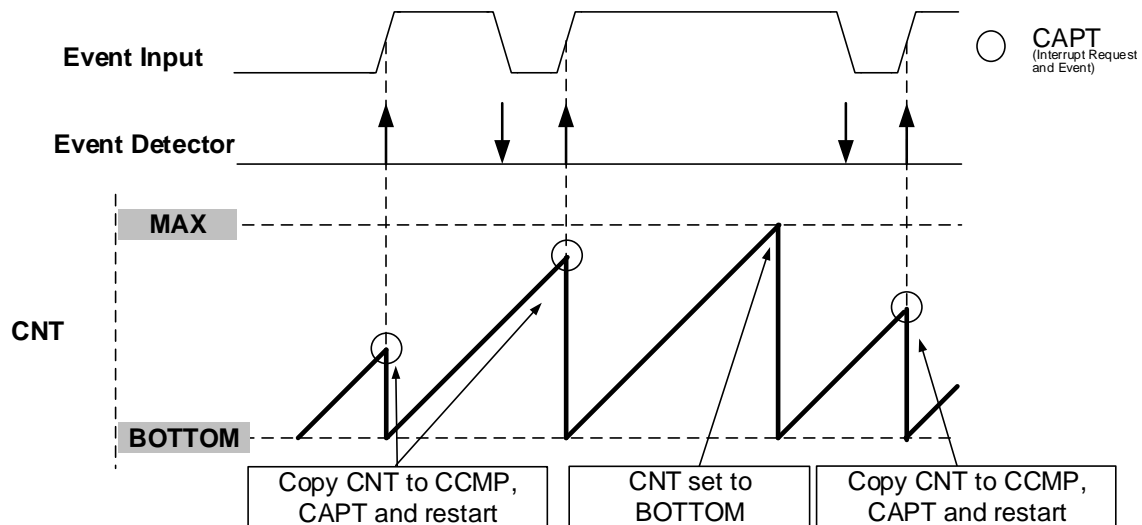 Event Input
CAPT
(Interrupt Request
and Event)
Event Detector
MAX
CNT
BOTTOM
Copy CNT to CCMP,
CAPT and restart
CNT set to
BOTTOM
Copy CNT to CCMP,
CAPT and restart